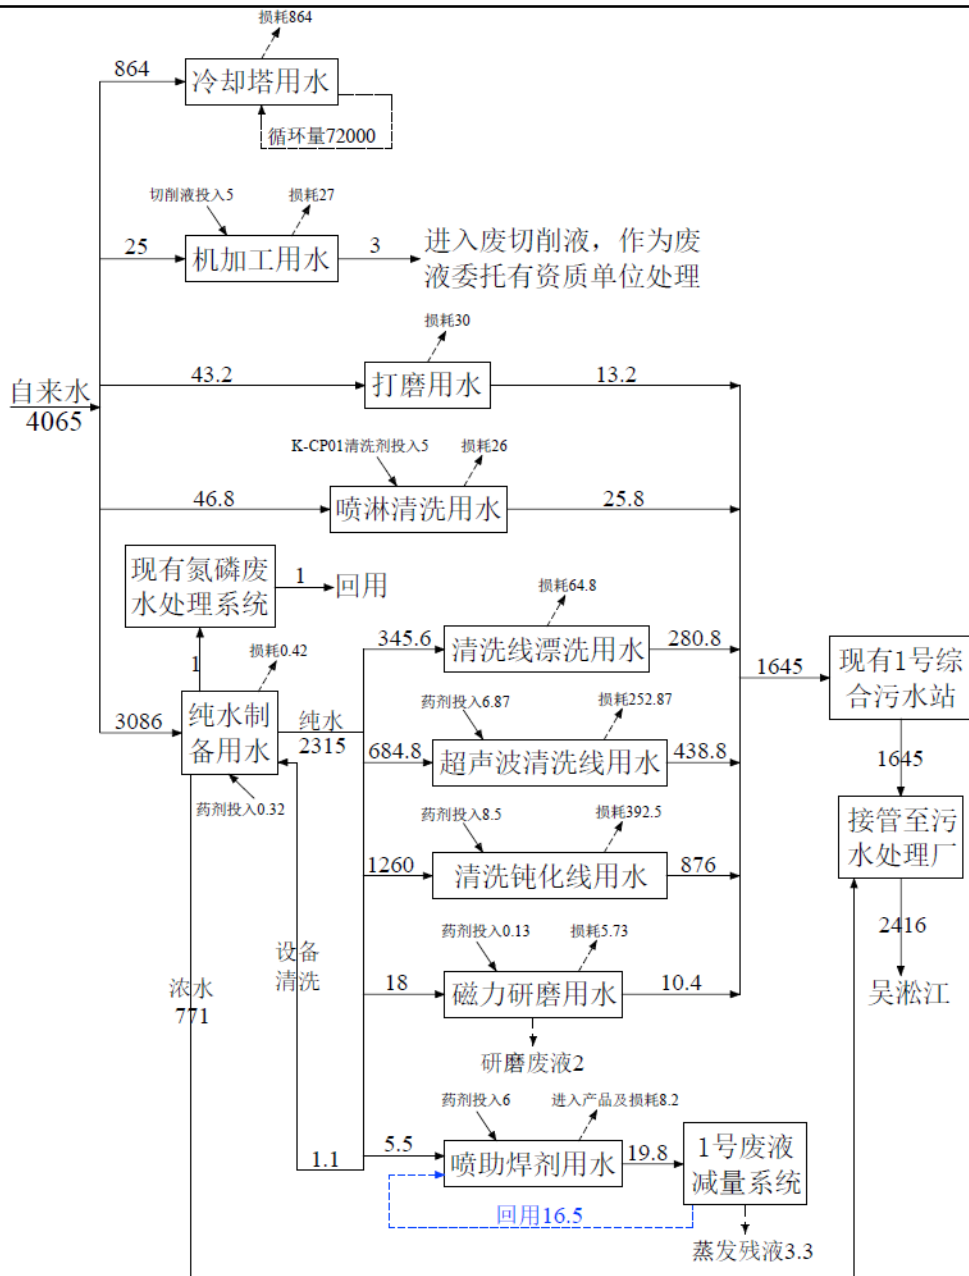 损耗864
864
冷却塔用水
循环量72000
切削液投入5
损耗27
25
机加工用水
3
进入废切削液，作为废
液委托有资质单位处理
损耗30
自来水
4065
43.2
打磨用水
13.2
K-CP01清洗剂投入5
损耗26
46.8
喷淋清洗用水
25.8
现有氮磷废
水处理系统
1
回用
1
损耗0.42
3086
纯水制
备用水
纯水
2315
药剂投入0.32
损耗64.8
345.6
清洗线漂洗用水
280.8
药剂投入6.87
损耗252.87
684.8
超声波清洗线用水
438.8
药剂投入8.5
损耗392.5
1260
清洗钝化线用水
876
1645
现有1号综
合污水站
1645
接管至污
水处理厂
2416
吴淞江
药剂投入0.13
损耗5.73
18
磁力研磨用水
10.4
研磨废液2
设备
清洗
浓水
771
药剂投入6
进入产品及损耗8.2
1.1
5.5
喷助焊剂用水
19.8
1号废液
减量系统
回用16.5
蒸发残液3.3